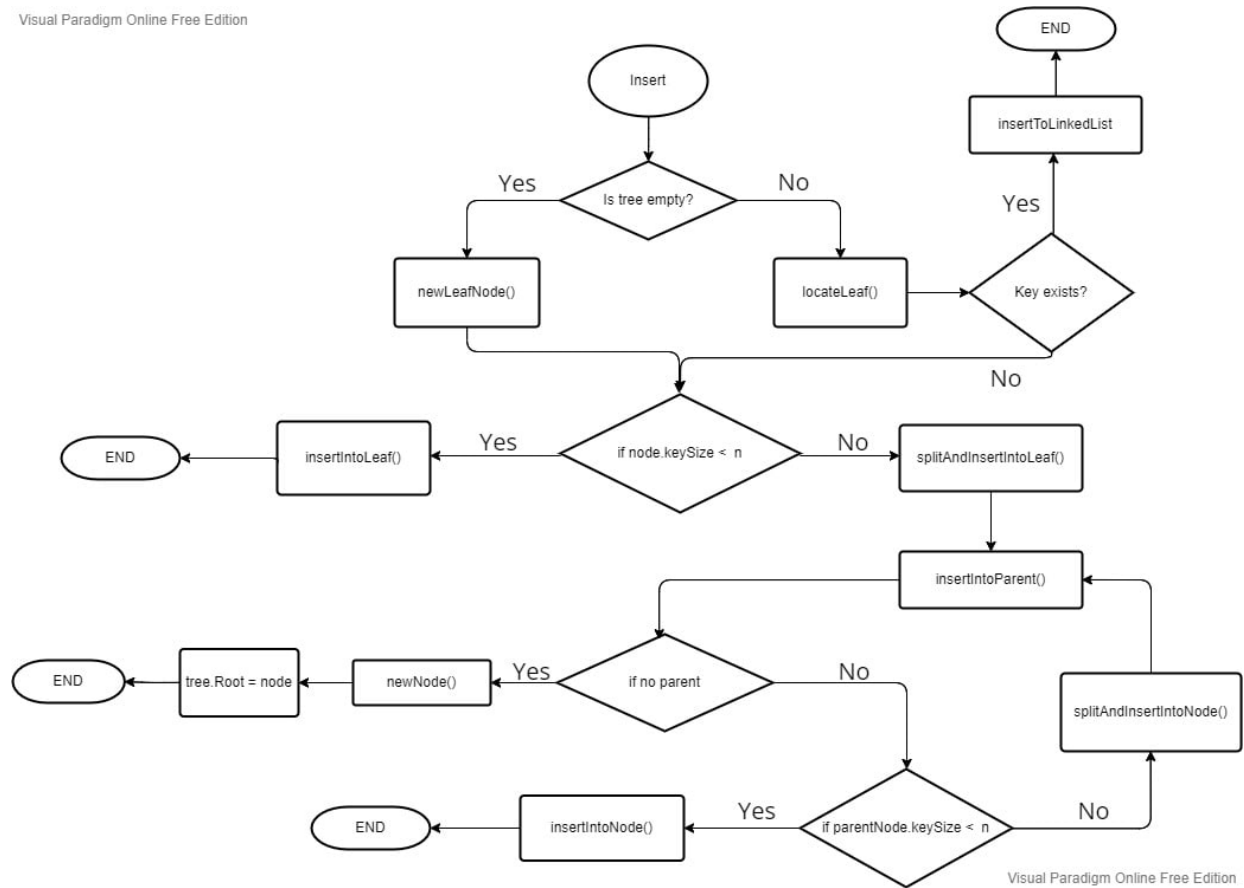 Visual Paradigm Online Free Edition
END
Insert
insertToLinkedList
Yes
Is tree empty?
No
Yes
newLeafNode()
locateLeaf()
Key exists?
No
END
insertIntoLeaf()
Yes
if node.keySize < n
No
splitAndInsertIntoLeaf()
insertIntoParent()
END
tree.Root = node
newNode()
Yes
if no parent
No
splitAndInsertIntoNode()
END
insertIntoNode()
Yes
if parentNode.keySize < n
No
Visual Paradigm Online Free Edition